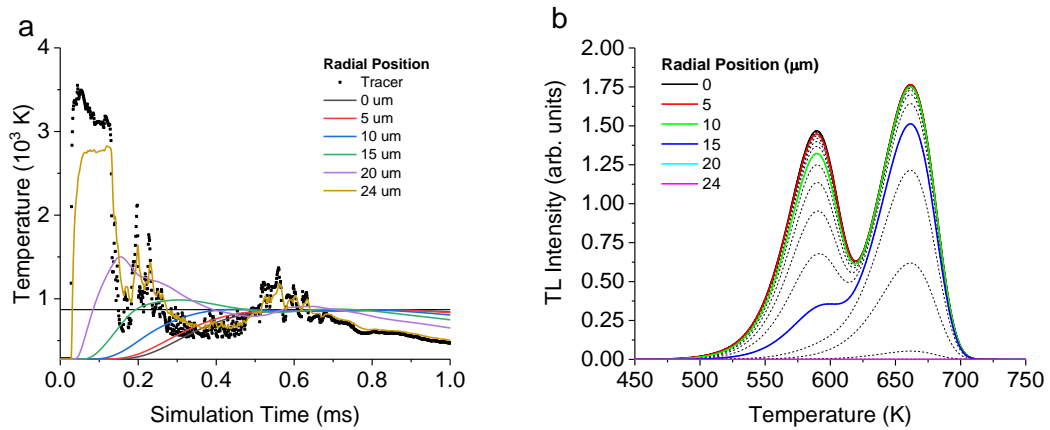 a
Temperature (10³ K)
4
3
2
1
0.0 0.2 0.4 0.6 0.8 1.0
Simulation Time (ms)
Radial Position
Tracer
0 um
5 um
10 um
15 um
20 um
24 um
b
TL Intensity (arb. units)
2.00
1.75
1.50
1.25
1.00
0.75
0.50
0.25
0.00
450 500 550 600 650 700 750
Temperature (K)
Radial Position (µm)
0
5
10
15
20
24